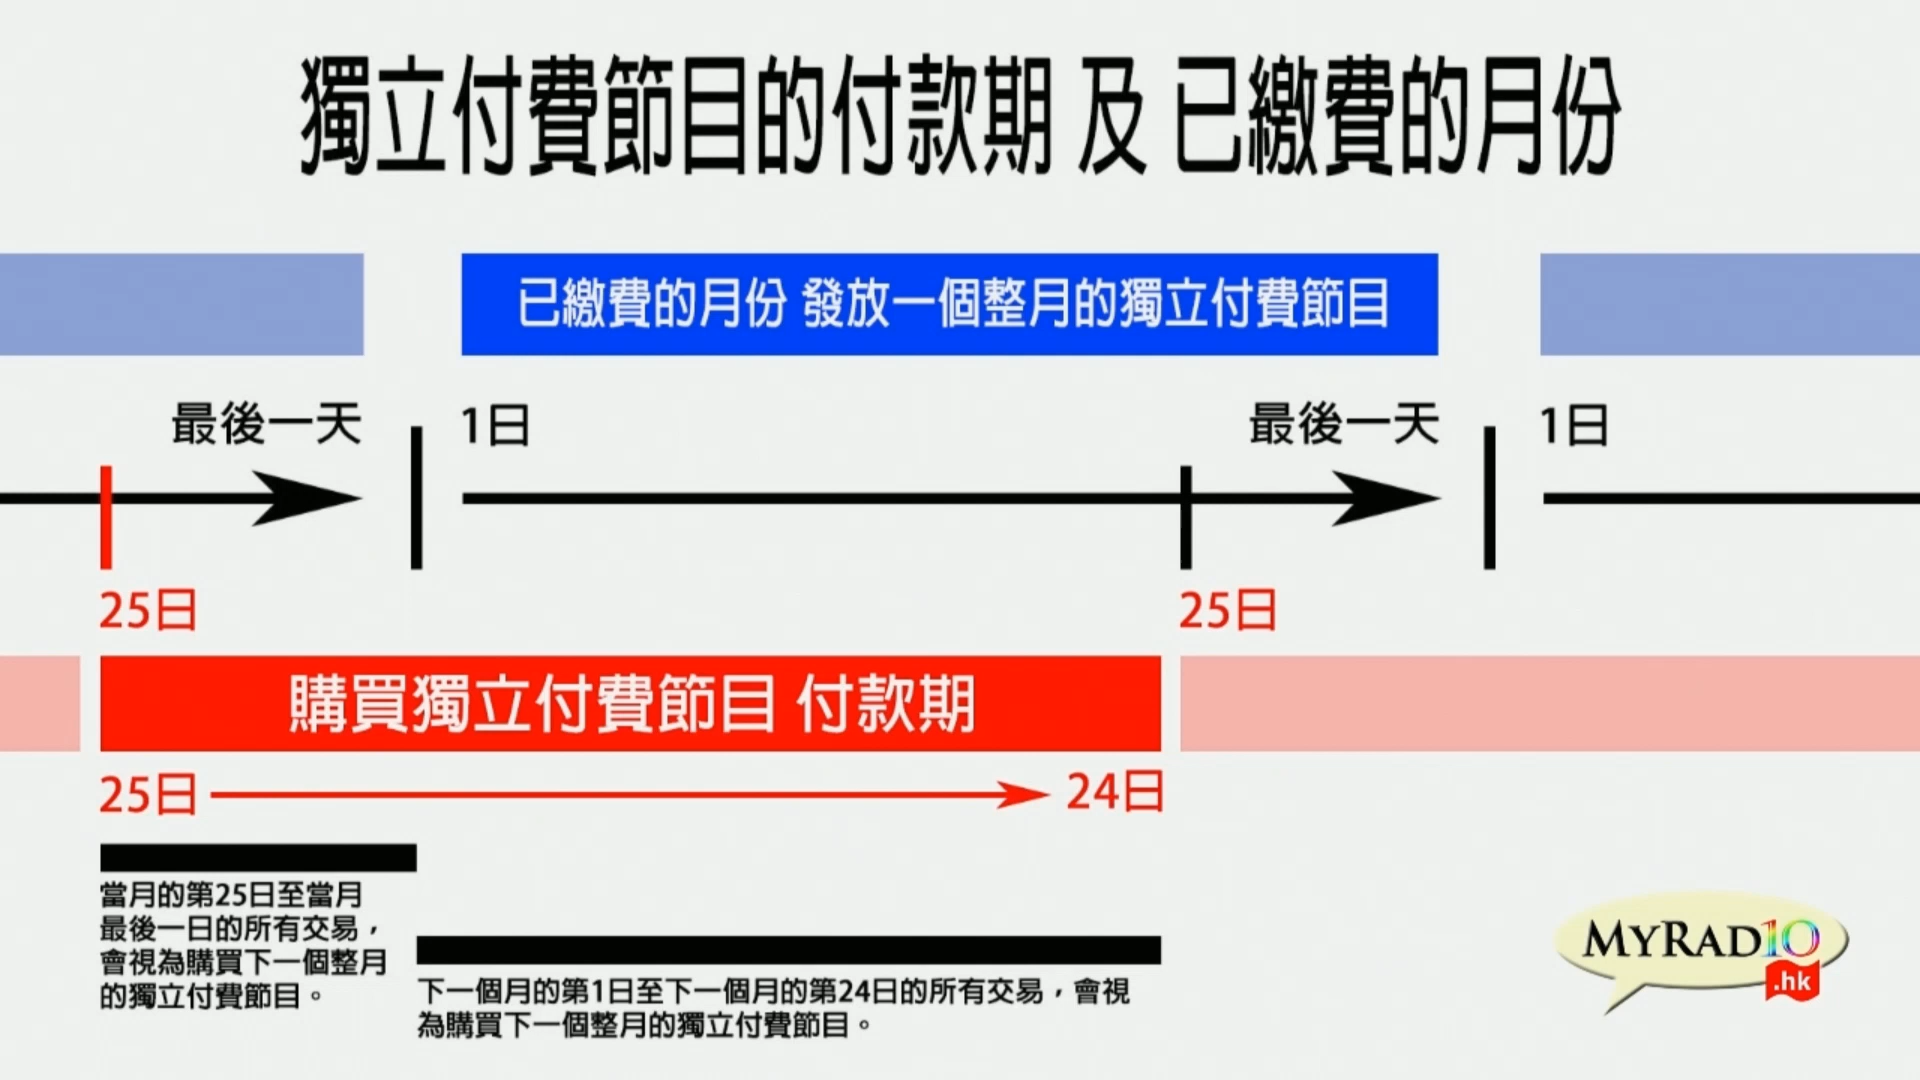 獨立付費節目的付款期 及 已繳費的月份
已繳費的月份 發放一個整月的獨立付費節目
最後一天
1日
最後一天
1日
25日
25日
購買獨立付費節目 付款期
25日
24日
當月的第25日至當月
最後一日的所有交易，
會視為購買下一個整月
的獨立付費節目。
下一個月的第1日至下一個月的第24日的所有交易，會視
為購買下一個整月的獨立付費節目。
MYRAD10
.hk